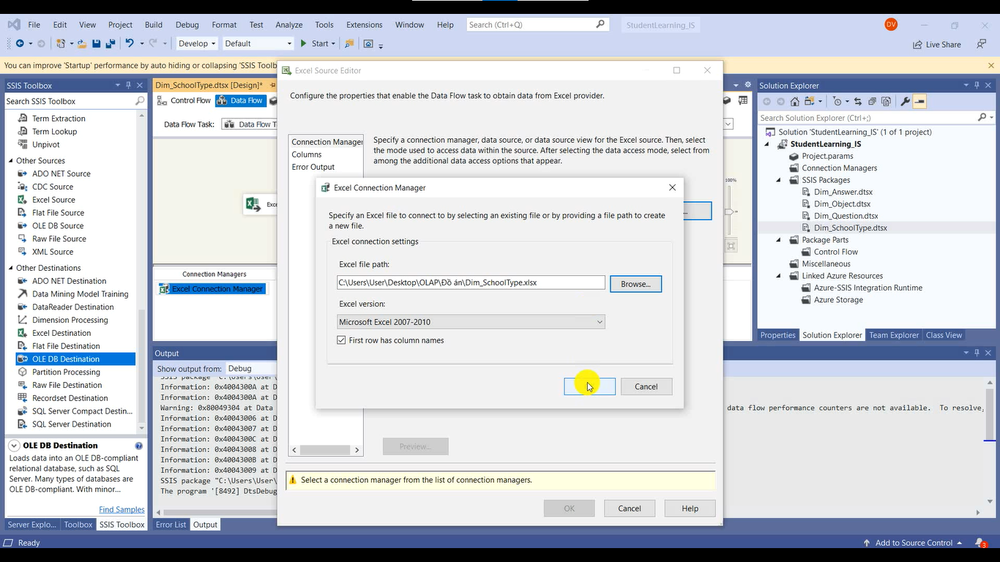 File Edit View Project Build Debug Format Test Analyze Tools Extensions Window Help Search (Ctrl+Q) StudentLearning_IS DV
Develop Default Start Live Share
You can improve 'Startup' performance by auto hiding or collapsing 'SSIS Toolb
SSIS Toolbox
Search SSIS Toolbox
Term Extraction
Term Lookup
Unpivot
Other Sources
ADO NET Source
CDC Source
Excel Source
Flat File Source
OLE DB Source
Raw File Source
XML Source
Other Destinations
ADO NET Destination
Data Mining Model Training
DataReader Destination
Dimension Processing
Excel Destination
Flat File Destination
OLE DB Destination
Partition Processing
Raw File Destination
Recordset Destination
SQL Server Compact Destin...
SQL Server Destination
OLE DB Destination
Loads data into an OLE DB-compliant
relational database, such as SQL
Server. Many types of databases are
OLE DB-compliant. With minor...
Find Samples
Server Explo... Toolbox SSIS Toolbox
Dim_SchoolType.dtsx [Design]*
Control Flow Data Flow
Data Flow Task: Data Flow T
Exce
100%
Connection Managers
Excel Connection Manager
Output
Show output from: Debug
Information: 0x4004300A at D
Information: 0x4004300A at D
Warning: 0x80049304 at Data
data flow performance counters are not available. To resolve,
Information: 0x40043006 at D
Information: 0x40043007 at D
Information: 0x4004300C at D
Information: 0x40043008 at D
Information: 0x4004300B at D
Information: 0x40043009 at D
SSIS package "C:\Users\User\
The program '[8492] DtsDebug
Error List Output
Excel Source Editor
Configure the properties that enable the Data Flow task to obtain data from Excel provider.
Connection Manager
Columns
Error Output
Specify a connection manager, data source, or data source view for the Excel source. Then, select
the mode used to access data within the source. After selecting the data access mode, select from
among the additional data access options that appear.
Excel Connection Manager
Specify an Excel file to connect to by selecting an existing file or by providing a file path to create
a new file.
Excel connection settings
Excel file path:
C:\Users\User\Desktop\OLAP\Đồ án\Dim_SchoolType.xlsx
Browse...
Excel version:
Microsoft Excel 2007-2010
First row has column names
Cancel
Preview...
Select a connection manager from the list of connection managers.
OK Cancel Help
Solution Explorer
Search Solution Explorer (Ctrl+;)
Solution 'StudentLearning_IS' (1 of 1 project)
StudentLearning_IS
Project.params
Connection Managers
SSIS Packages
Dim_Answer.dtsx
Dim_Object.dtsx
Dim_Question.dtsx
Dim_SchoolType.dtsx
Package Parts
Control Flow
Miscellaneous
Linked Azure Resources
Azure-SSIS Integration Runtime
Azure Storage
Properties Solution Explorer Team Explorer Class View
Ready
Add to Source Control
3